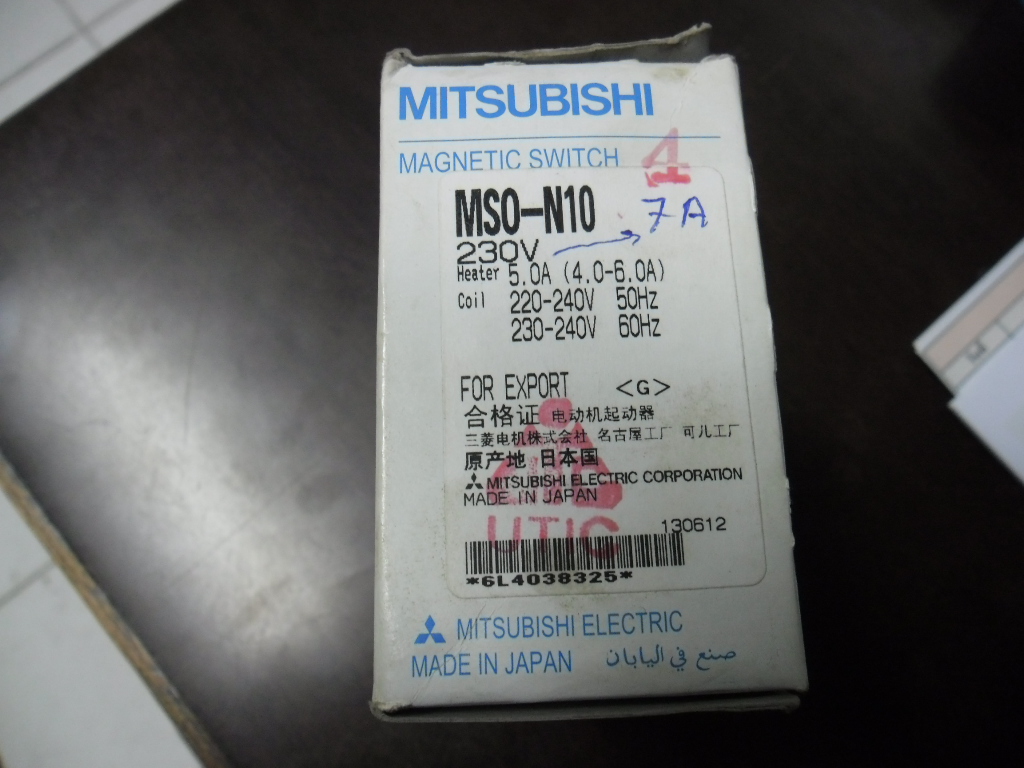 MITSUBISHI
MAGNETIC SWITCH
4
MSO-N10
7A
230V
Heater 5.0A (4.0-6.0A)
Coil 220-240V 50Hz
230-240V 60Hz
FOR EXPORT <G>
合格证 电动机起动器
三菱电机株式会社 名古屋工厂 可儿工厂
原产地 日本国
MITSUBISHI ELECTRIC CORPORATION
MADE IN JAPAN
UTIC
130612
*6L4038325*
MITSUBISHI ELECTRIC
MADE IN JAPAN صنع في اليابان